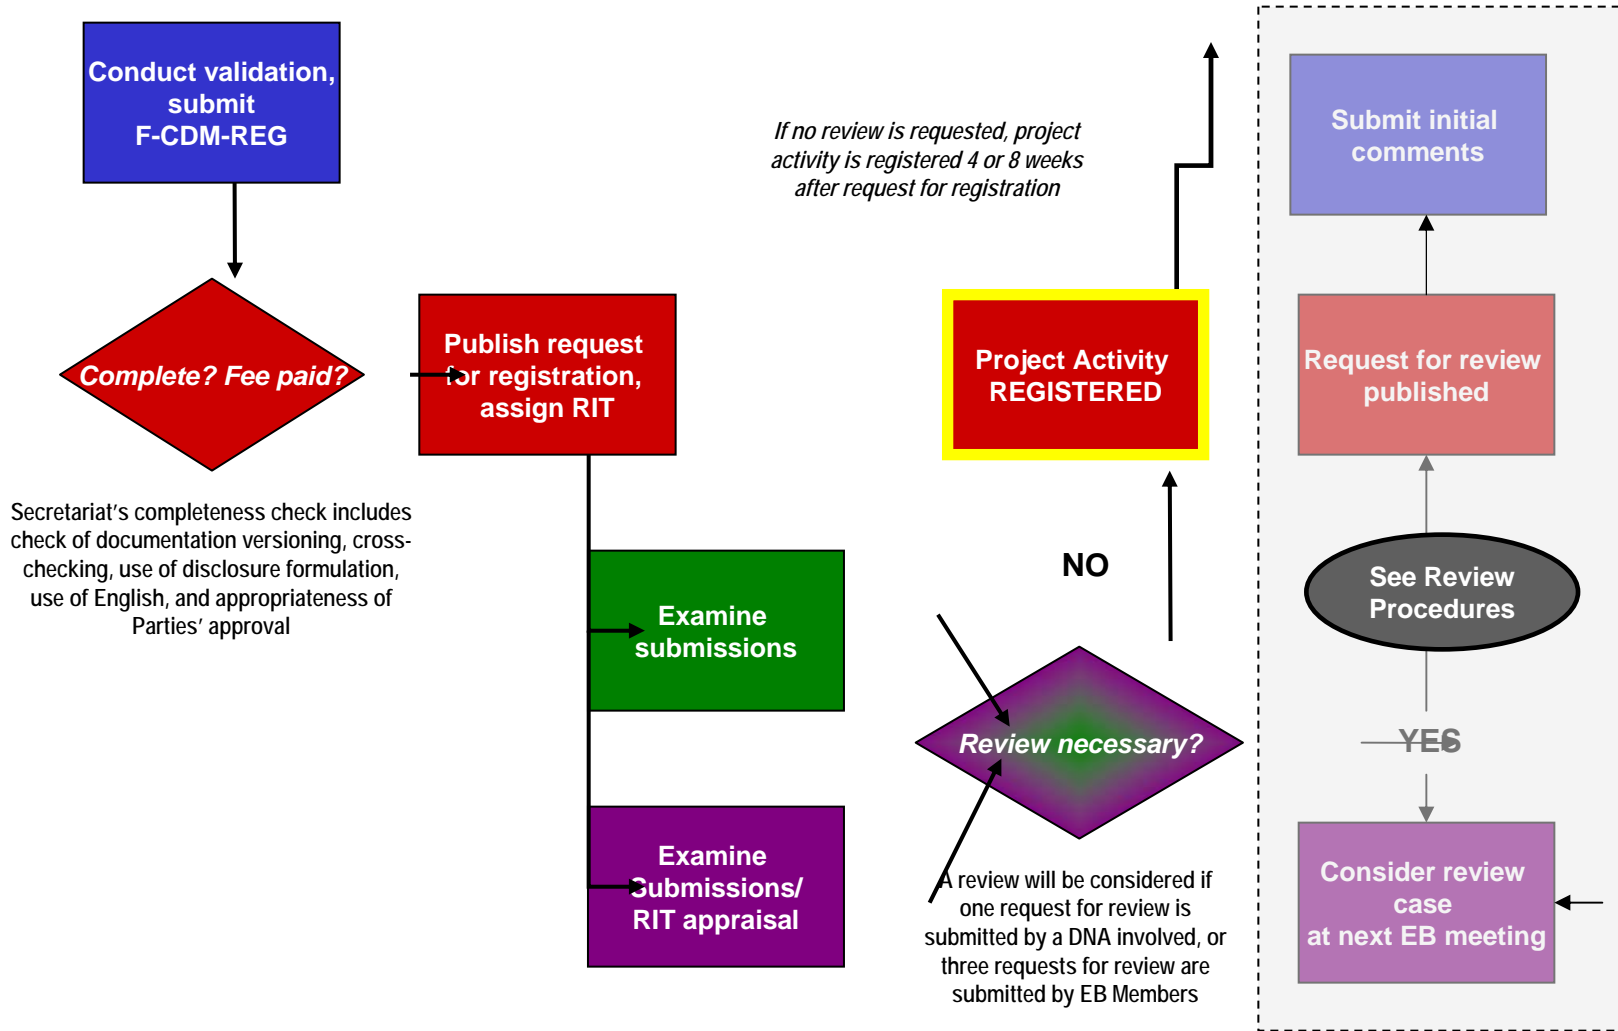 Conduct validation,
submit
F-CDM-REG
Complete? Fee paid?
Secretariat's completeness check includes
check of documentation versioning, cross-
checking, use of disclosure formulation,
use of English, and appropriateness of
Parties' approval
Publish request
for registration,
assign RIT
Examine
submissions
Examine
Submissions/
RIT appraisal
If no review is requested, project
activity is registered 4 or 8 weeks
after request for registration
Project Activity
REGISTERED
NO
Review necessary?
A review will be considered if
one request for review is
submitted by a DNA involved, or
three requests for review are
submitted by EB Members
Submit initial
comments
Request for review
published
See Review
Procedures
YES
Consider review
case
at next EB meeting